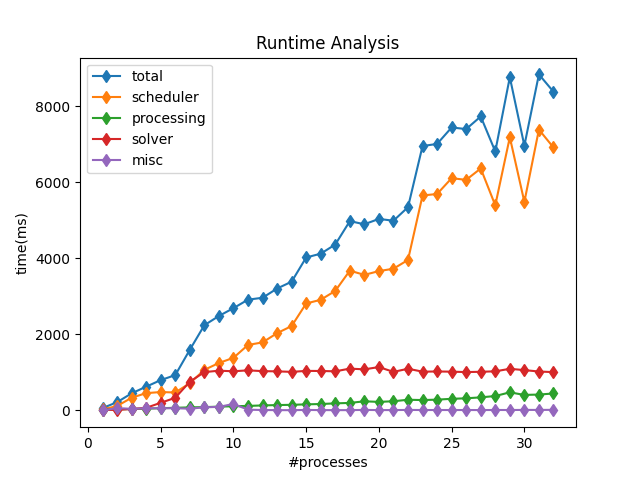 Runtime Analysis
total
scheduler
processing
solver
misc
time(ms)
8000
6000
4000
2000
0
0 5 10 15 20 25 30
#processes